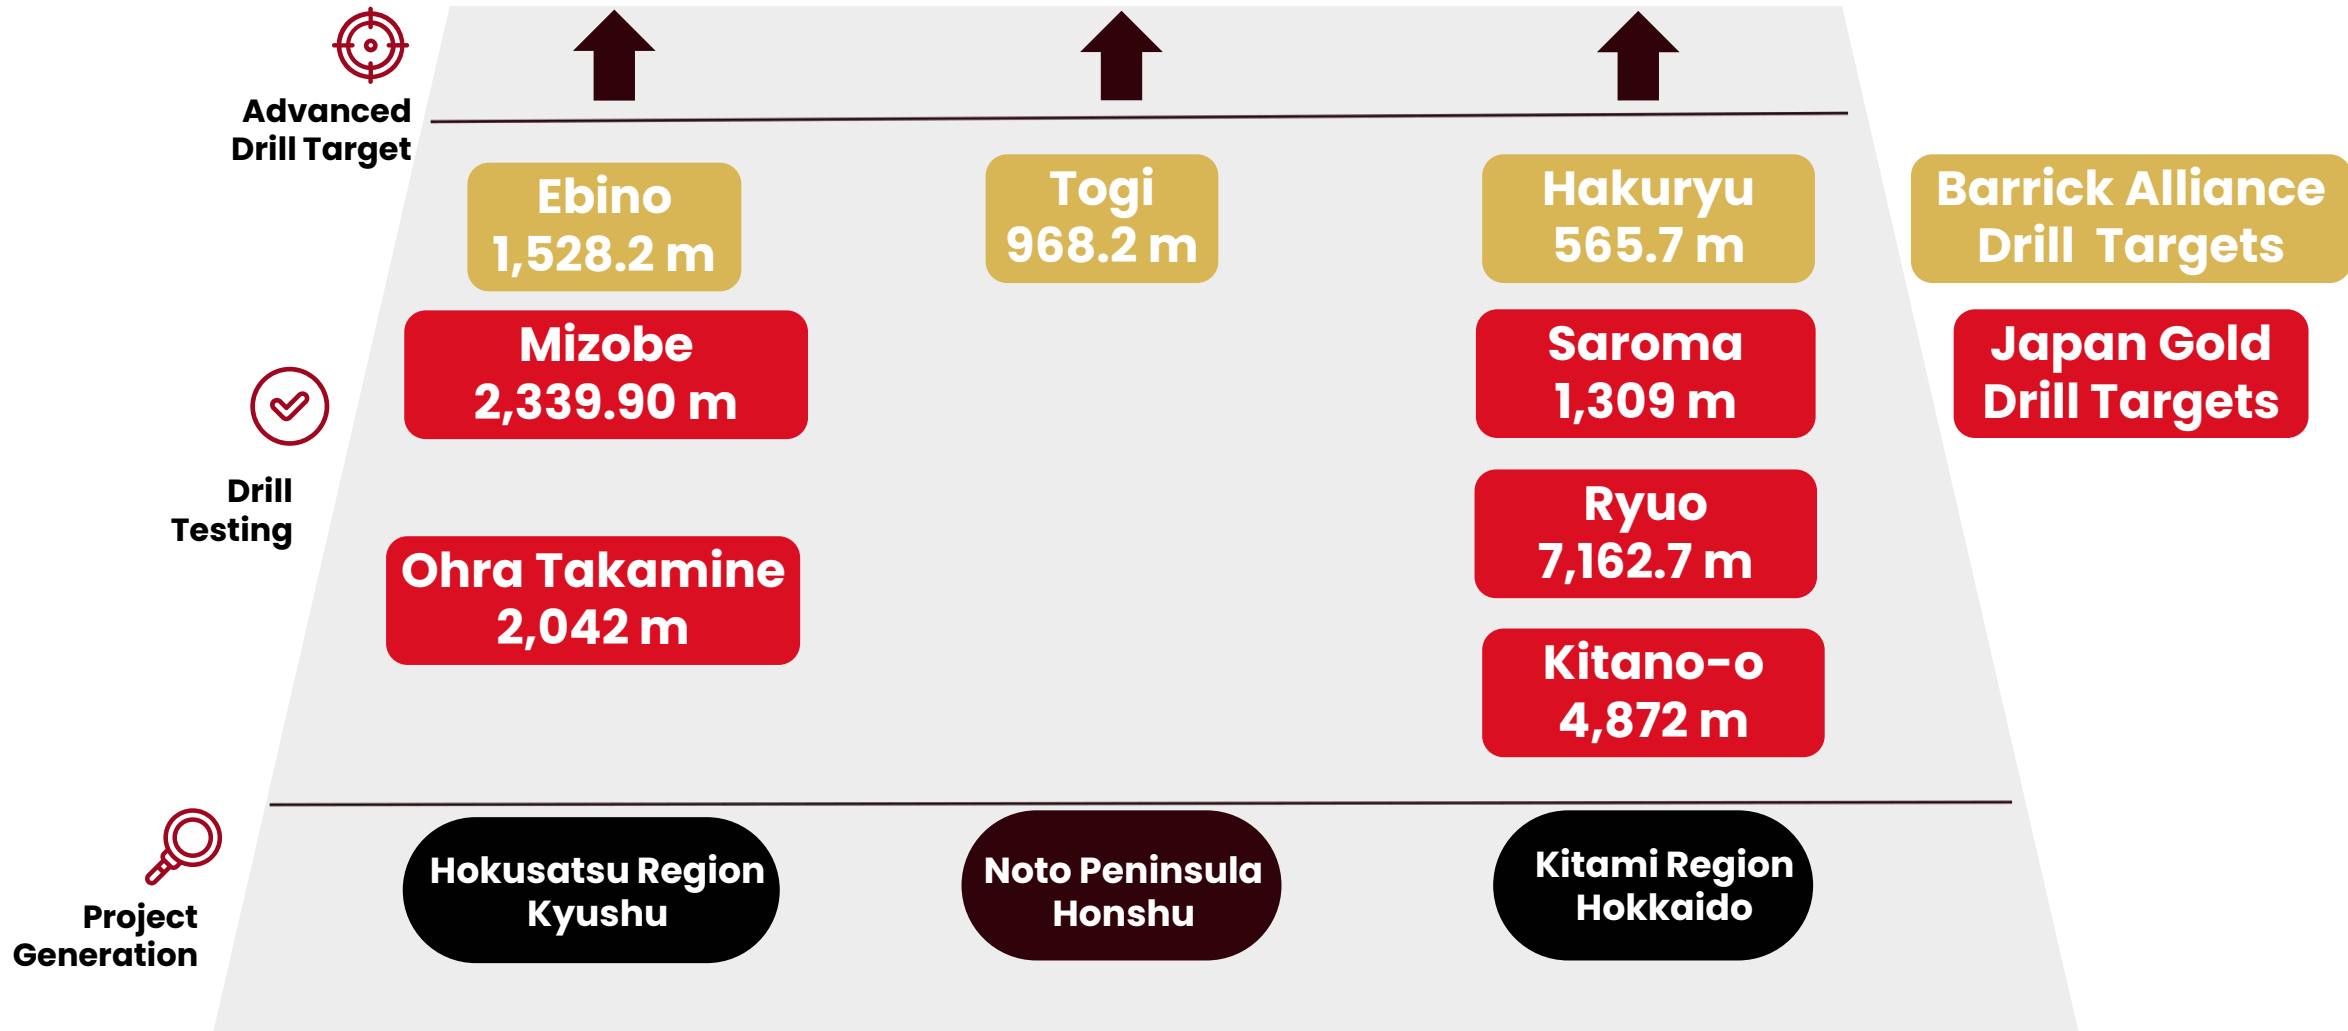 Advanced
Drill Target
Ebino
1,528.2 m
Togi
968.2 m
Hakuryu
565.7 m
Barrick Alliance
Drill Targets
Mizobe
2,339.90 m
Saroma
1,309 m
Japan Gold
Drill Targets
Drill
Testing
Ryuo
7,162.7 m
Ohra Takamine
2,042 m
Kitano-o
4,872 m
Project
Generation
Hokusatsu Region
Kyushu
Noto Peninsula
Honshu
Kitami Region
Hokkaido